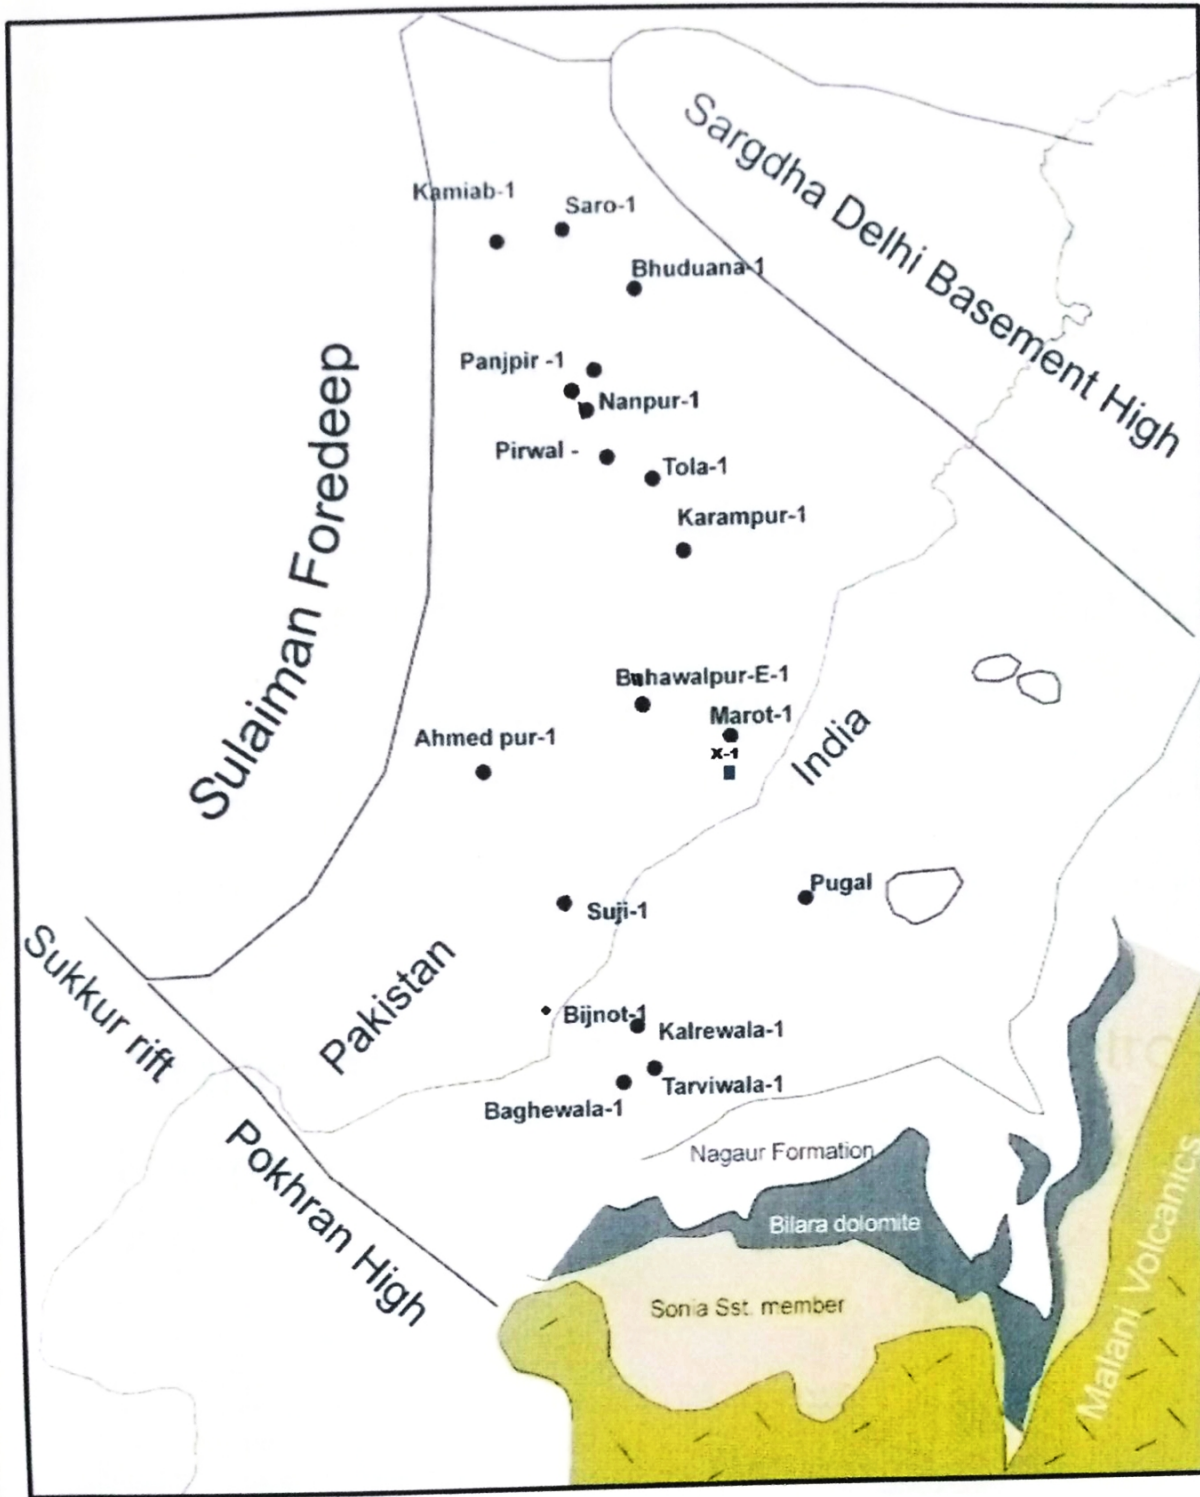 Sargdha Delhi Basement High
Kamiab-1
Saro-1
Bhuduana-1
Panjpir -1
Nanpur-1
Pirwal -
Tola-1
Karampur-1
Sulaiman Foredeep
Bahawalpur-E-1
Marot-1
X-1
Ahmed pur-1
India
Pugal
Suji-1
Sukkur rift
Pakistan
Bijnot-1
Kalrewala-1
Tarviwala-1
Baghewala-1
Pokhran High
Nagaur Formation
Bilara dolomite
Sonia Sst. member
Malani Volcanics